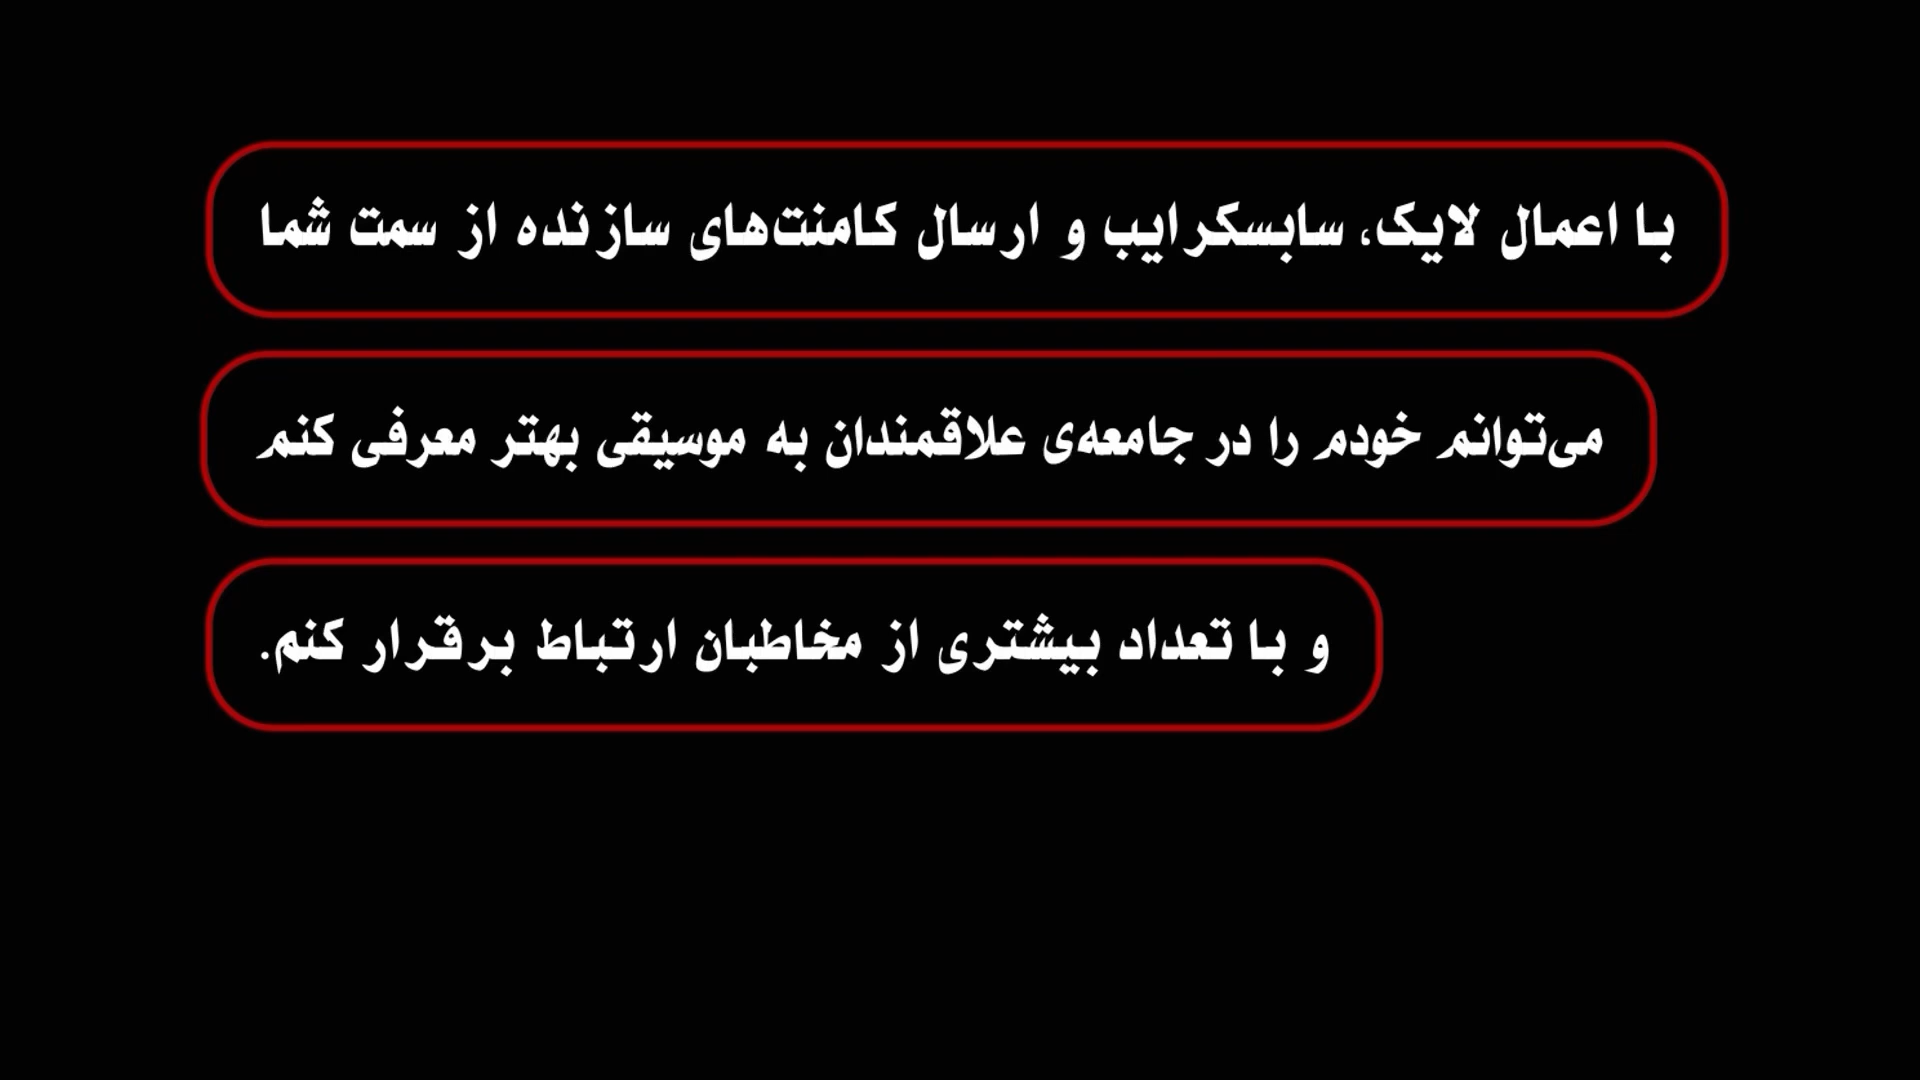 با اعمال لایک، سابسکرایب و ارسال کامنت‌های سازنده از سمت شما
می‌توانم خودم را در جامعه‌ی علاقمندان به موسیقی بهتر معرفی کنم
و با تعداد بیشتری از مخاطبان ارتباط برقرار کنم.